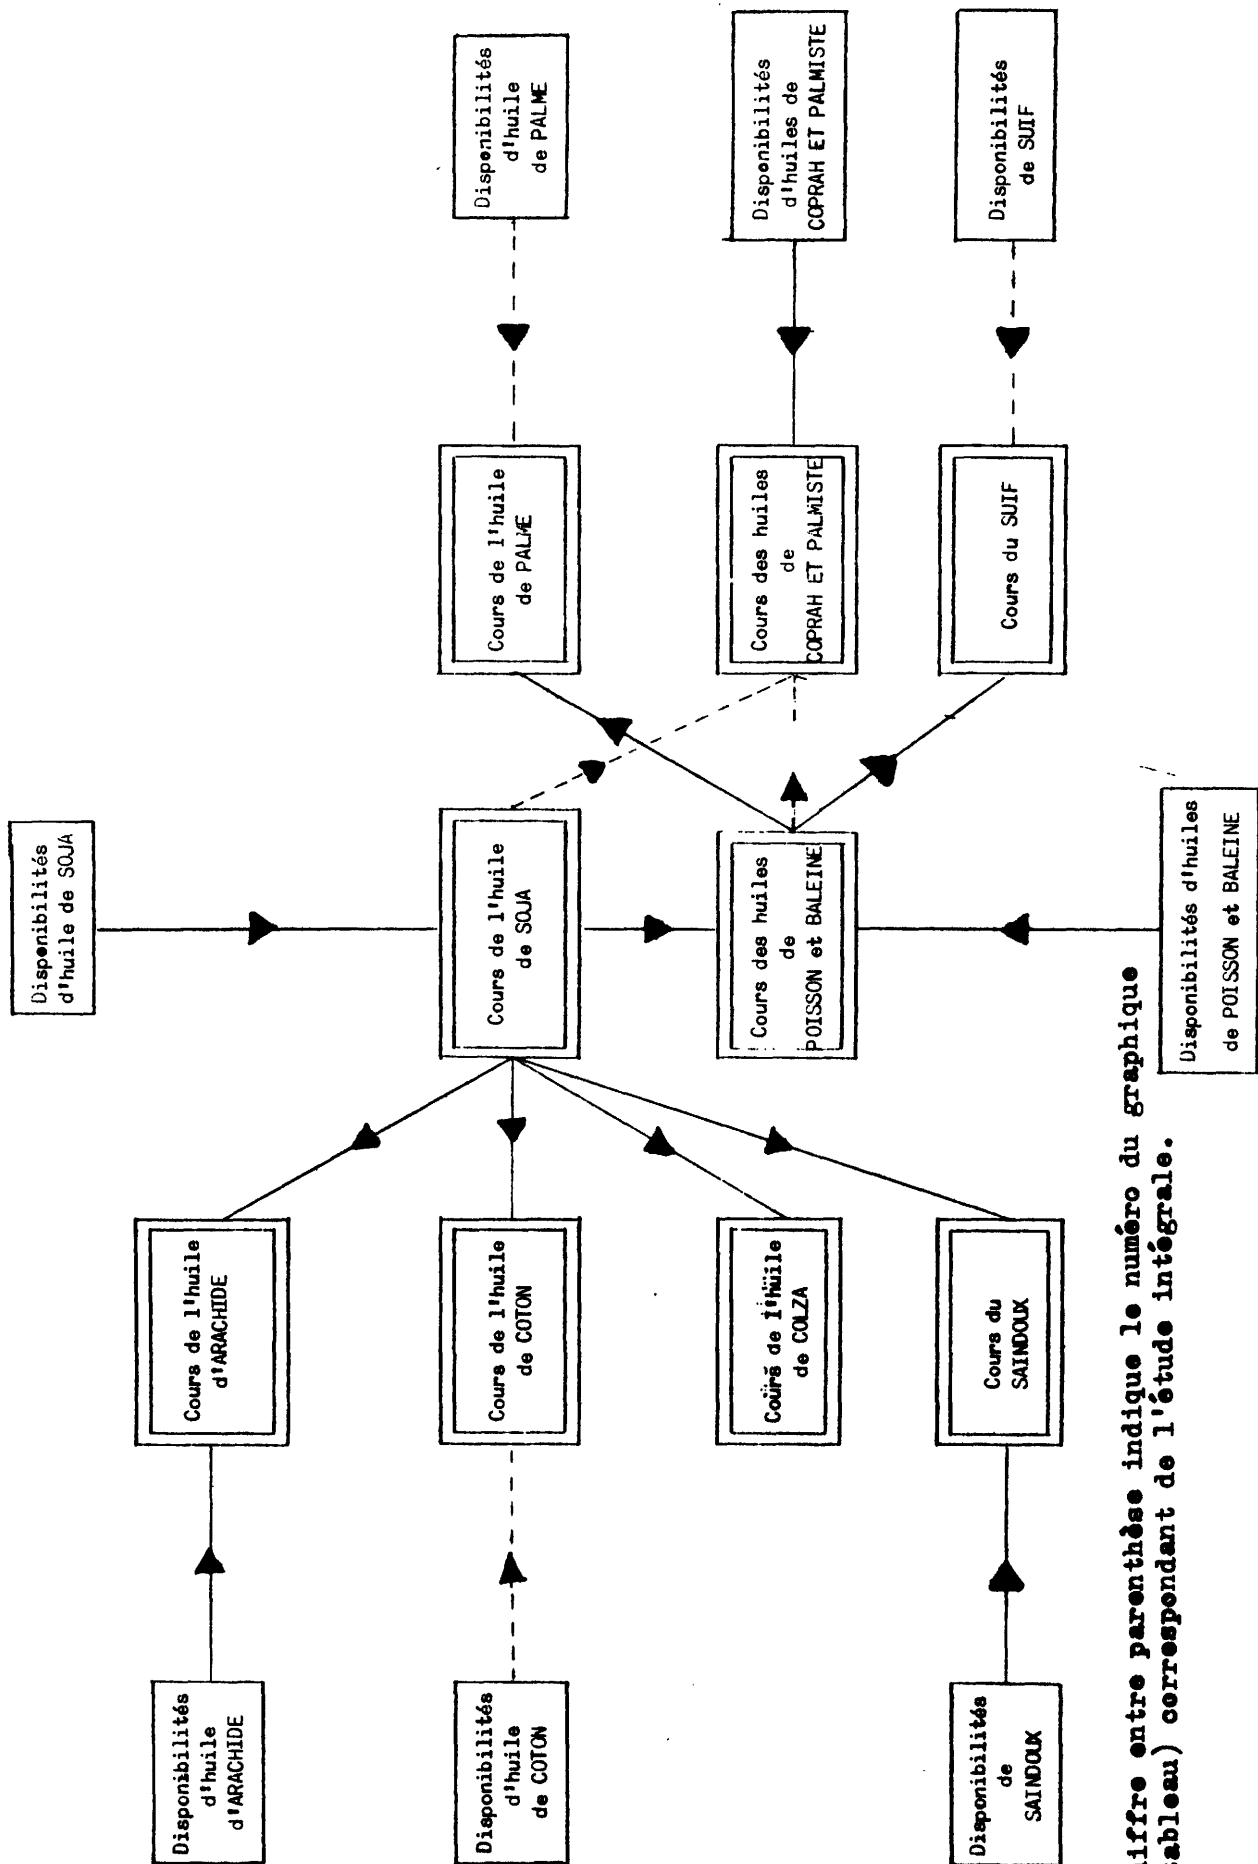 Disponibilités
d'huile
d'ARACHIDE
Disponibilités
d'huile
de COTON
Disponibilités
de
SAINDOUX
Cours de l'huile
d'ARACHIDE
Cours de l'huile
de COTON
Cours de l'huile
de COLZA
Cours du
SAINDOUX
Disponibilités
d'huile de SOJA
Cours de l'huile
de SOJA
Cours des huiles
de
POISSON et BALEINE
Disponibilités d'huiles
de POISSON et BALEINE
Cours de l'huile
de PALME
Cours des huiles
de
COPRAH ET PALMISTE
Cours du SUIF
Disponibilités
d'huile
de PALME
Disponibilités
d'huiles de
COPRAH ET PALMISTE
Disponibilités
de SUIF
iffre entre parenthèse indique le numéro du graphique
ableau) correspondant de l'étude intégrale.